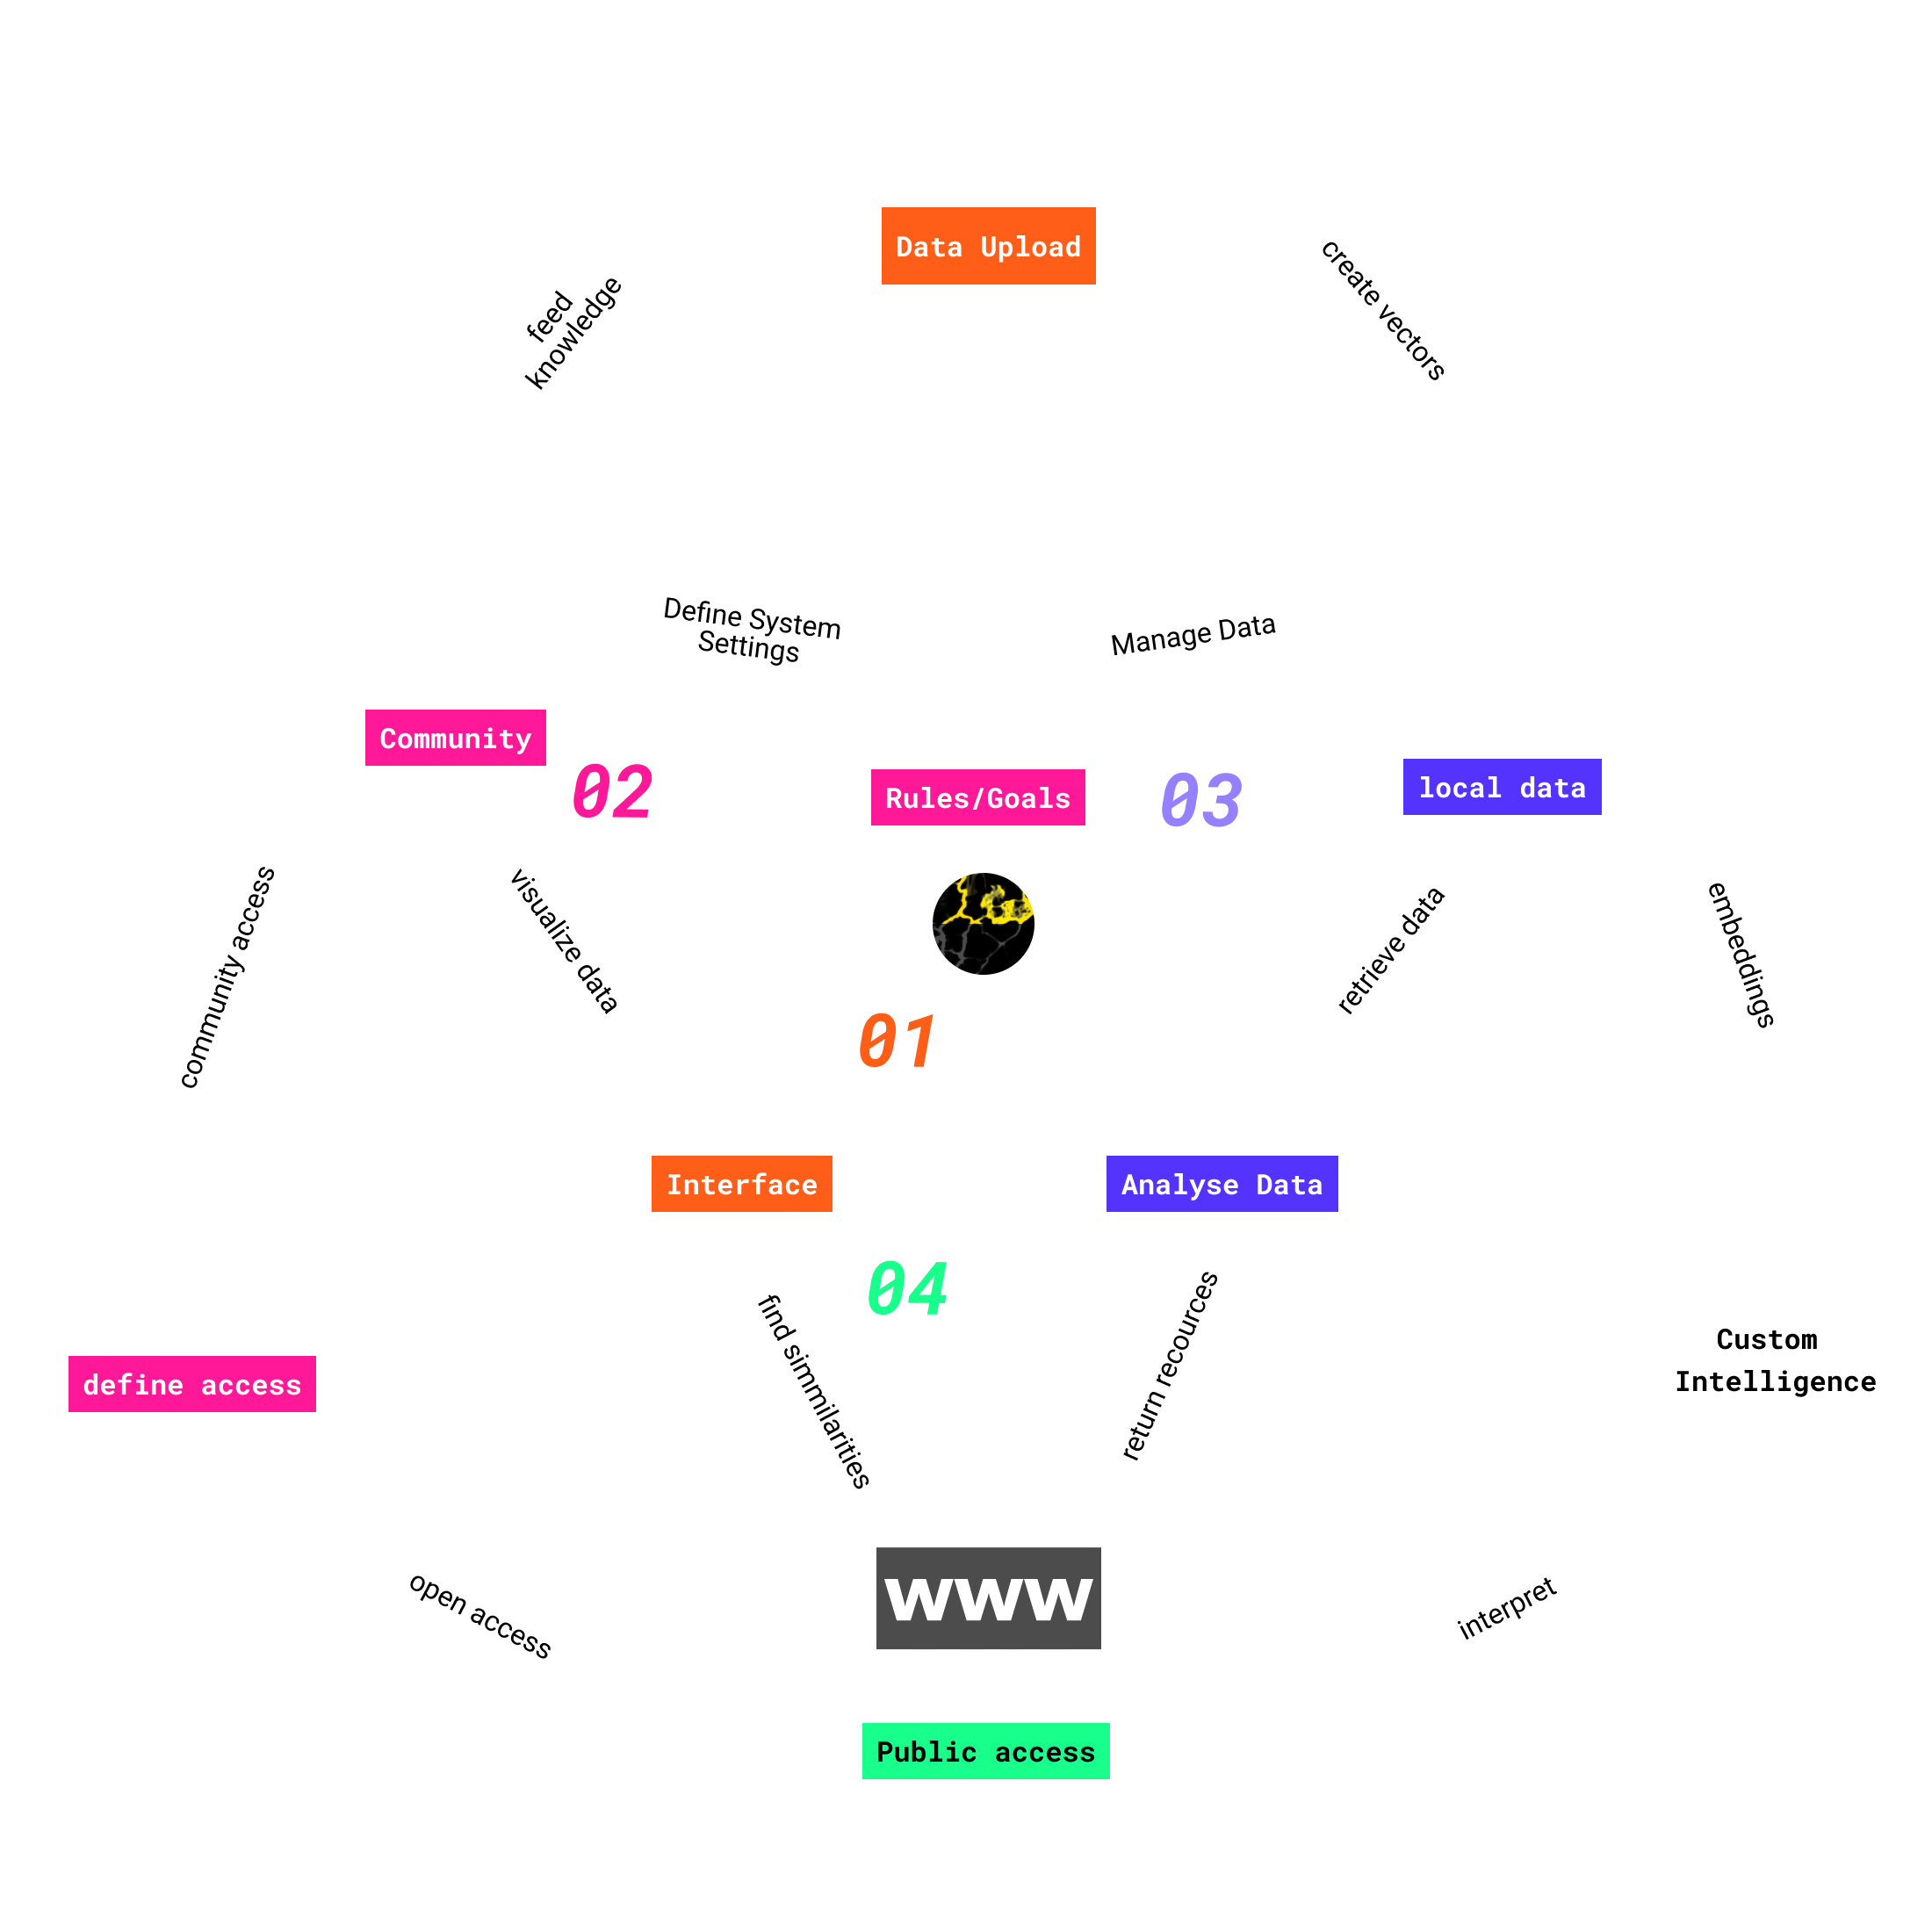 Data Upload
feed
knowledge
create vectors
Define System
Settings
Manage Data
Community
02
Rules/Goals
03
local data
community access
visualize data
retrieve data
embeddings
01
Interface
Analyse Data
04
find simmilarities
return recources
Custom
Intelligence
define access
open access
www
interpret
Public access